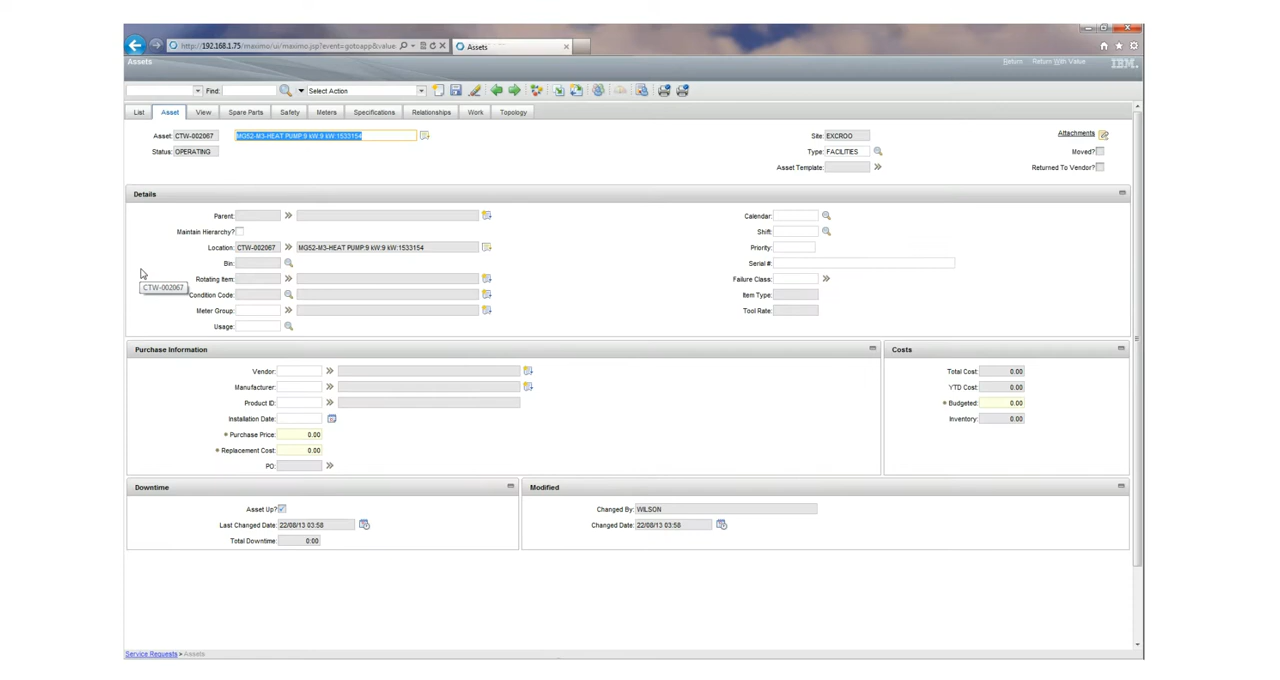 http://192.168.1.75/maximo/ui/maximo.jsp?event=gotoapp&value Assets
Assets Return Return With Value IBM.
Find: Select Action
List Asset View Spare Parts Safety Meters Specifications Relationships Work Topology
Asset: CTW-002067 MG52-M3-HEAT PUMP:9 kW:9 kW:1533154 Site: EXCROO Attachments
Status: OPERATING Type: FACILITIES Moved?
Asset Template: Returned To Vendor?
Details
Parent: Calendar:
Maintain Hierarchy? Shift:
Location: CTW-002067 MG52-M3-HEAT PUMP:9 kW:9 kW:1533154 Priority:
Bin: Serial #:
Rotating Item: Failure Class:
CTW-002067
Condition Code: Item Type:
Meter Group: Tool Rate:
Usage:
Purchase Information Costs
Vendor: Total Cost: 0.00
Manufacturer: YTD Cost: 0.00
Product ID: Budgeted: 0.00
Installation Date: Inventory: 0.00
Purchase Price: 0.00
Replacement Cost: 0.00
PO:
Downtime Modified
Asset Up? Changed By: WILSON
Last Changed Date: 22/08/13 03:58 Changed Date: 22/08/13 03:58
Total Downtime: 0:00
Service Requests > Assets